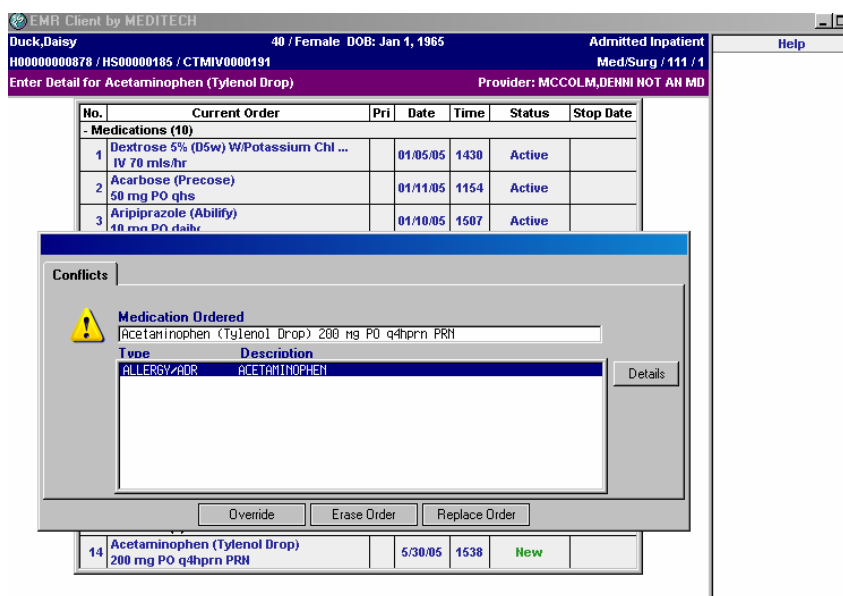 EMR Client by MEDITECH
Duck,Daisy 40 / Female DOB: Jan 1, 1965 Admitted Inpatient
Help
H00000000878 / HS00000185 / CTMIV0000191 Med/Surg / 111 / 1
Enter Detail for Acetaminophen (Tylenol Drop) Provider: MCCOLM,DENNI NOT AN MD
No. Current Order Pri Date Time Status Stop Date
- Medications (10)
1 Dextrose 5% (D5w) W/Potassium Chl ... 01/05/05 1430 Active
IV 70 mls/hr
2 Acarbose (Precose) 01/11/05 1154 Active
50 mg PO qhs
3 Aripiprazole (Abilify) 01/10/05 1507 Active
10 mg PO daily
Conflicts
Medication Ordered
Acetaminophen (Tylenol Drop) 200 mg PO q4hprn PRN
Type Description
ALLERGY/ADR ACETAMINOPHEN
Details
Override Erase Order Replace Order
14 Acetaminophen (Tylenol Drop) 5/30/05 1538 New
200 mg PO q4hprn PRN